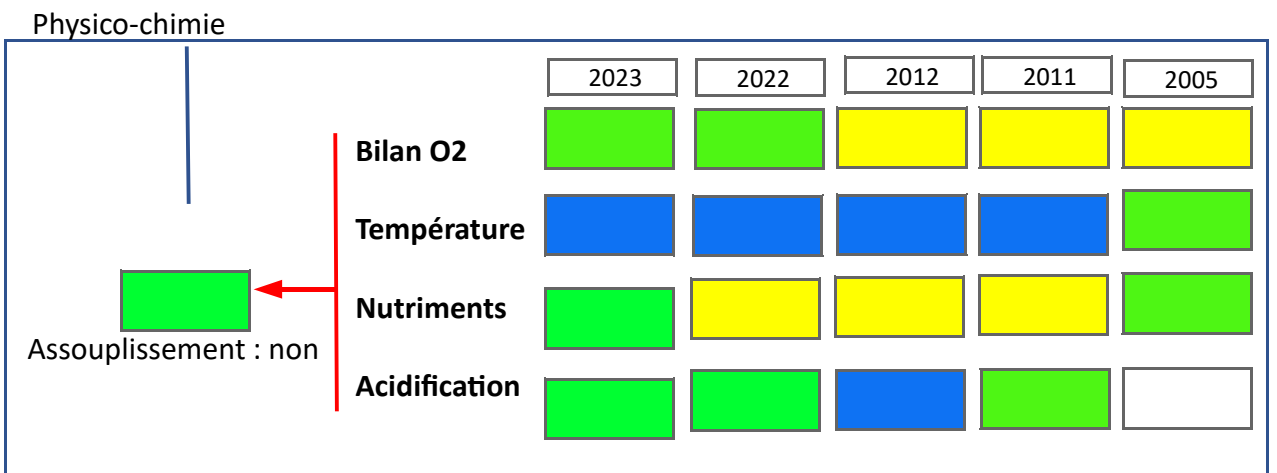 Physico-chimie
2023 2022 2012 2011 2005
Bilan O2
Température
Nutriments
Assouplissement : non
Acidification